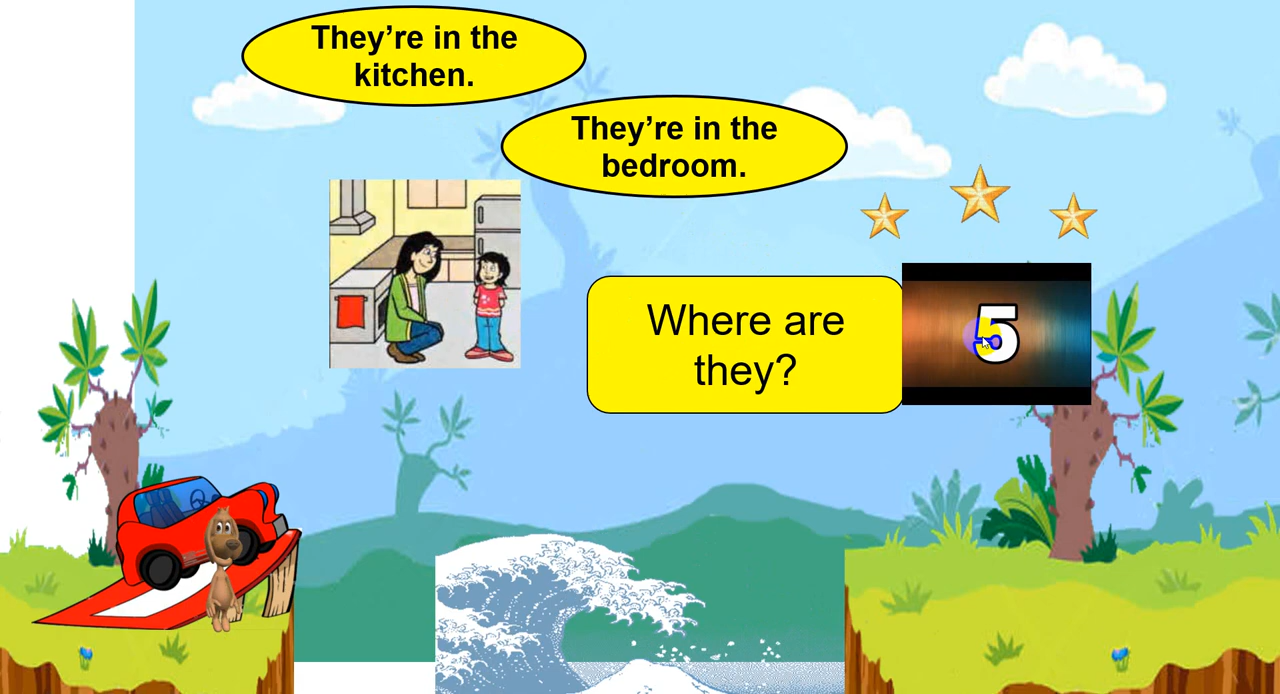 They’re in the
kitchen.
They’re in the
bedroom.
Where are
they?
5